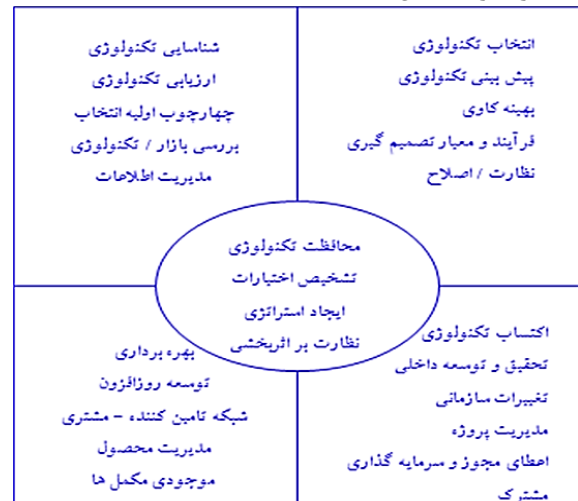 انتخاب تکنولوژی
پیش بینی تکنولوژی
بهینه کاوی
فرآیند و معیار تصمیم گیری
نظارت / اصلاح
شناسایی تکنولوژی
ارزیابی تکنولوژی
چهارچوب اولیه انتخاب
بررسی بازار / تکنولوژی
مدیریت اطلاعات
محافظت تکنولوژی
تشخیص اختیارات
ایجاد استراتژی
نظارت بر اثربخشی
اکتساب تکنولوژی
تحقیق و توسعه داخلی
تغییرات سازمانی
مدیریت پروژه
اعطای مجوز و سرمایه گذاری
مشترک
بهره برداری
توسعه روزافزون
شبکه تامین کننده – مشتری
مدیریت محصول
موجودی مکمل ها